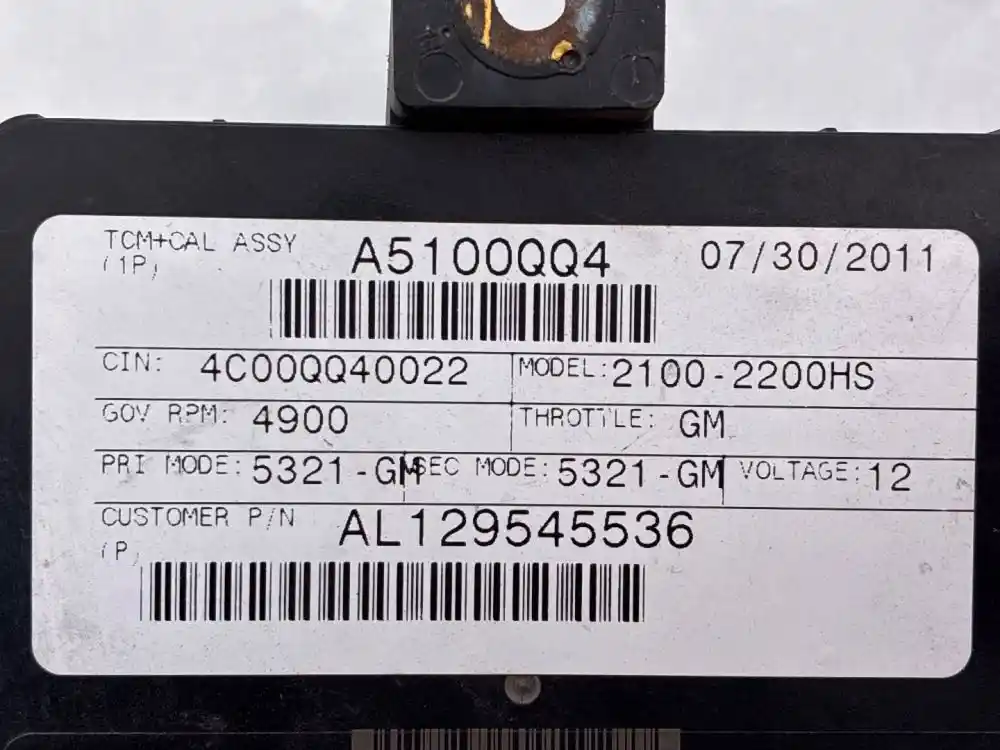 TCM+CAL ASSY A5100QQ4 07/30/2011
(1P)
CIN: 4C00QQ40022 MODEL: 2100-2200HS
GOV RPM: 4900 THROTTLE: GM
PRI MODE: 5321-GM SEC MODE: 5321-GM VOLTAGE: 12
CUSTOMER P/N AL129545536
(P)